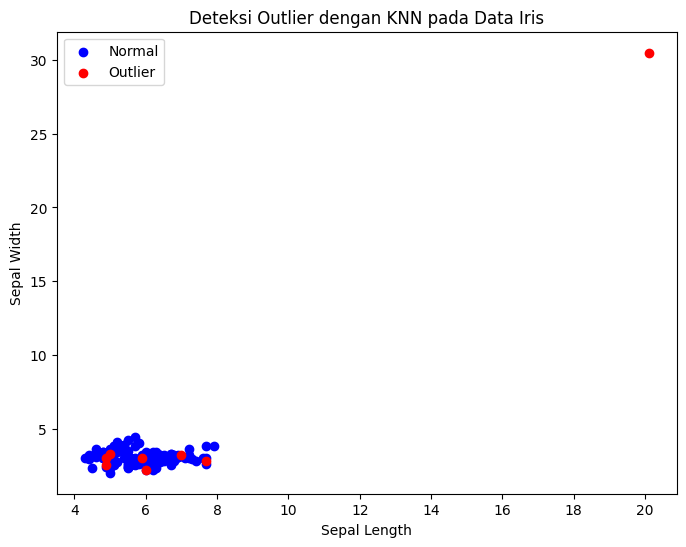 Deteksi Outlier dengan KNN pada Data Iris
Normal
Outlier
Sepal Width
30
25
20
15
10
5
4 6 8 10 12 14 16 18 20
Sepal Length